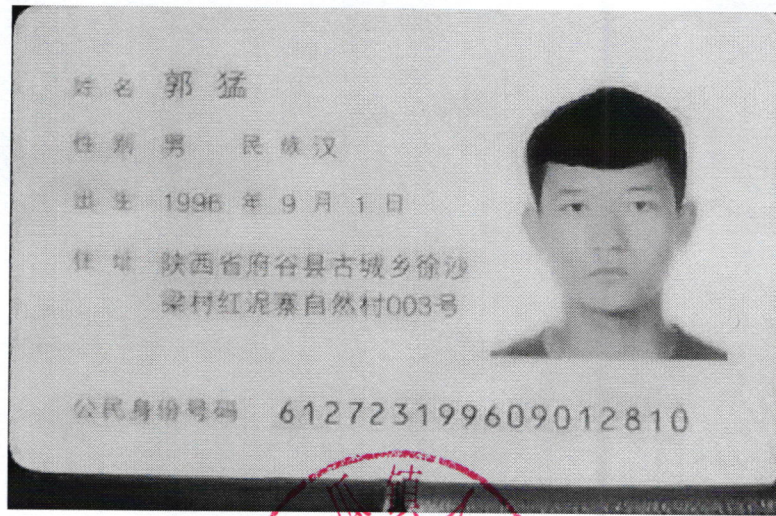 姓名 郭猛
性别 男 民族 汉
出生 1996 年 9 月 1 日
住址 陕西省府谷县古城乡徐沙
梁村红泥寨自然村003号
公民身份号码 612723199609012810
镇人